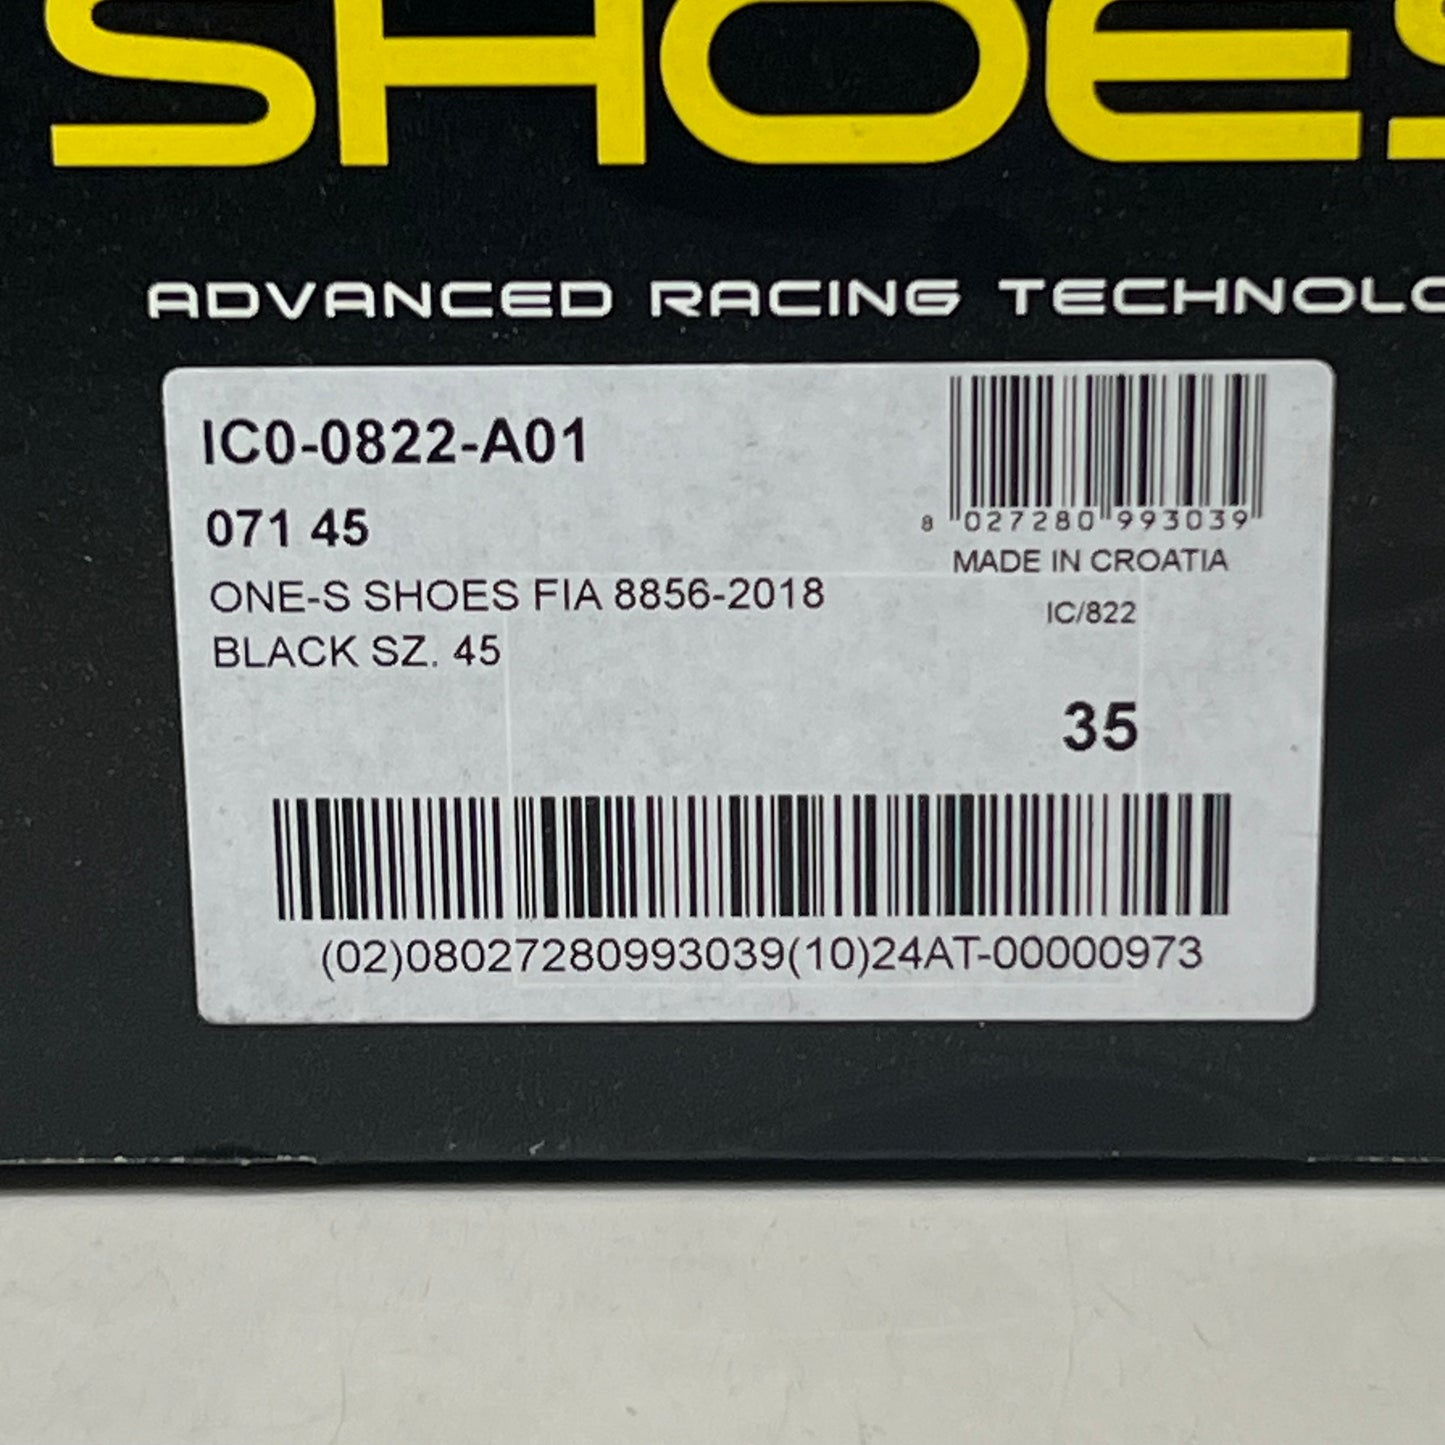 SHOES
ADVANCED RACING TECHNOLO
IC0-0822-A01
071 45
ONE-S SHOES FIA 8856-2018
BLACK SZ. 45
8 027280 993039
MADE IN CROATIA
IC/822
35
(02)08027280993039(10)24AT-00000973